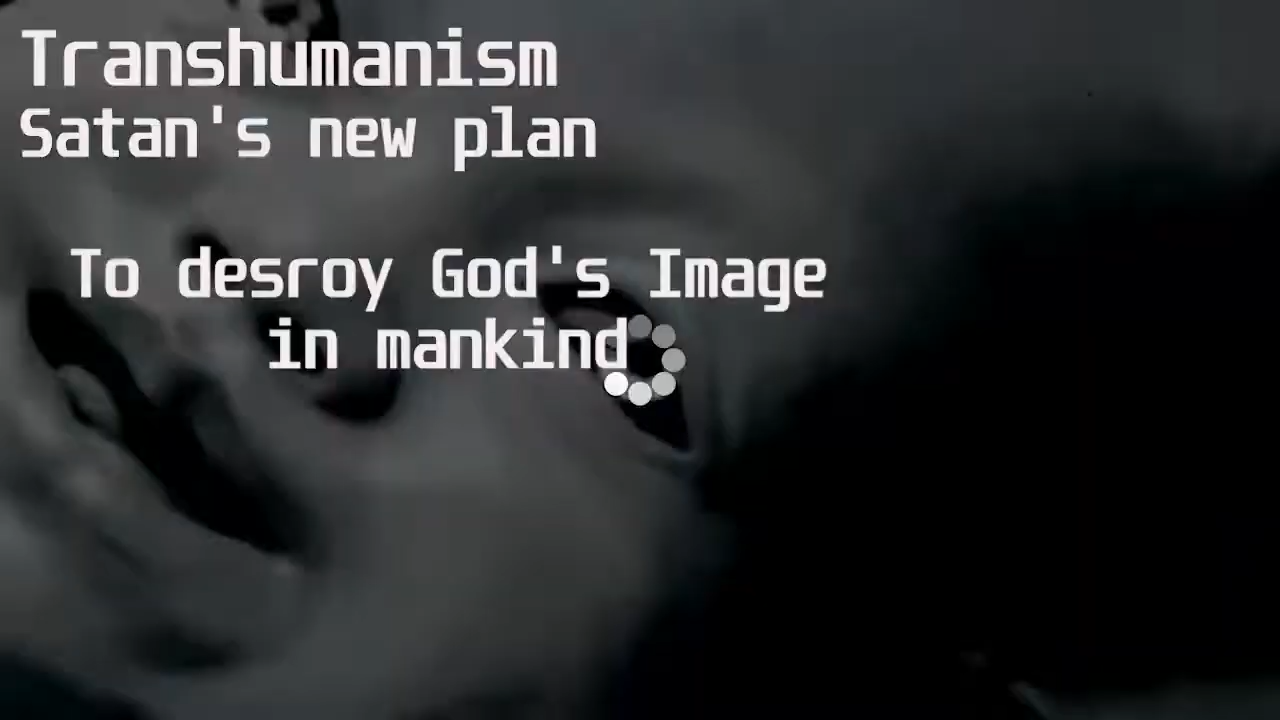 Transhumanism
Satan's new plan
To desroy God's Image
in mankind